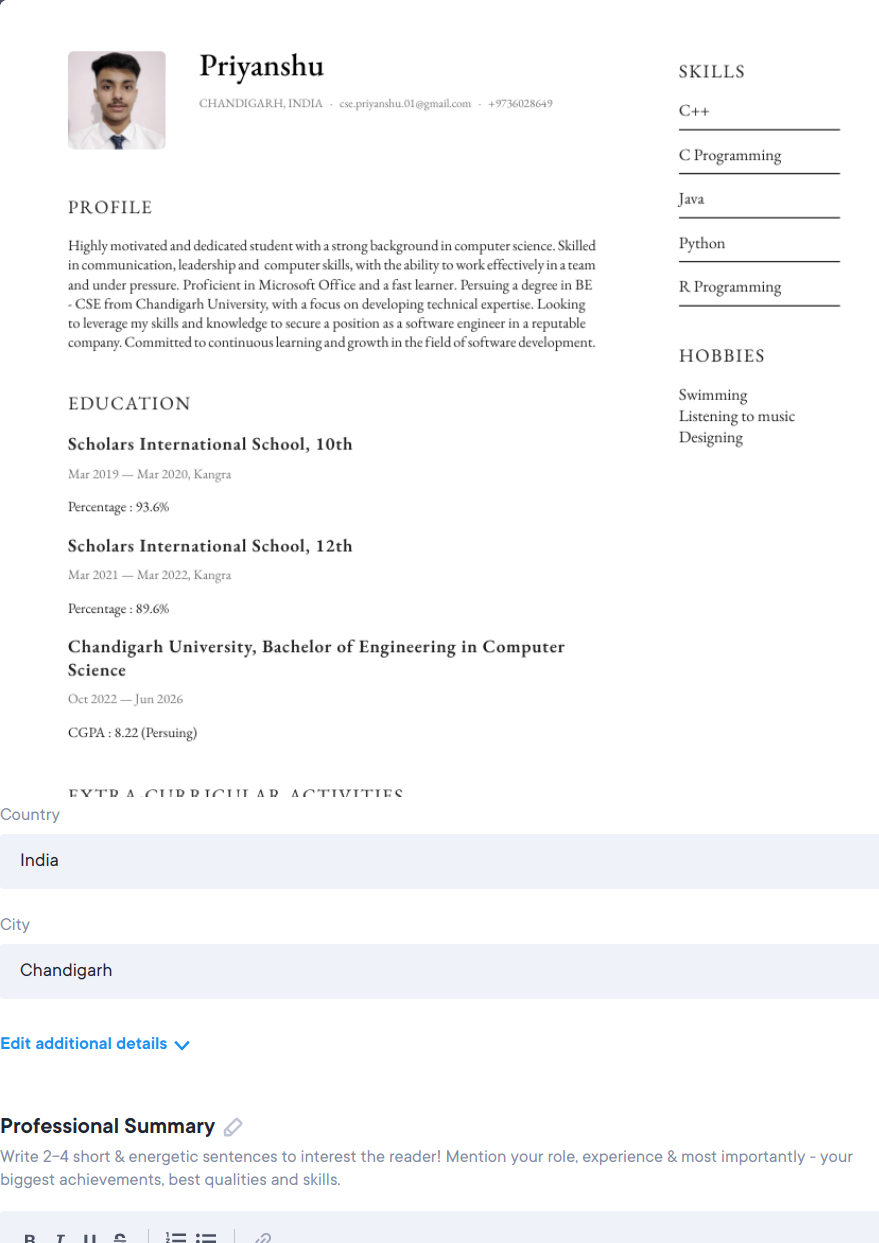 Priyanshu
CHANDIGARH, INDIA · cse.priyanshu.01@gmail.com · +9736028649
PROFILE
Highly motivated and dedicated student with a strong background in computer science. Skilled
in communication, leadership and computer skills, with the ability to work effectively in a team
and under pressure. Proficient in Microsoft Office and a fast learner. Persuing a degree in BE
- CSE from Chandigarh University, with a focus on developing technical expertise. Looking
to leverage my skills and knowledge to secure a position as a software engineer in a reputable
company. Committed to continuous learning and growth in the field of software development.
EDUCATION
Scholars International School, 10th
Mar 2019 — Mar 2020, Kangra
Percentage : 93.6%
Scholars International School, 12th
Mar 2021 — Mar 2022, Kangra
Percentage : 89.6%
Chandigarh University, Bachelor of Engineering in Computer
Science
Oct 2022 — Jun 2026
CGPA : 8.22 (Persuing)
EXTRA-CURRICULAR ACTIVITIES
SKILLS
C++
C Programming
Java
Python
R Programming
HOBBIES
Swimming
Listening to music
Designing
Country
India
City
Chandigarh
Edit additional details
Professional Summary
Write 2-4 short & energetic sentences to interest the reader! Mention your role, experience & most importantly - your
biggest achievements, best qualities and skills.
B I U S